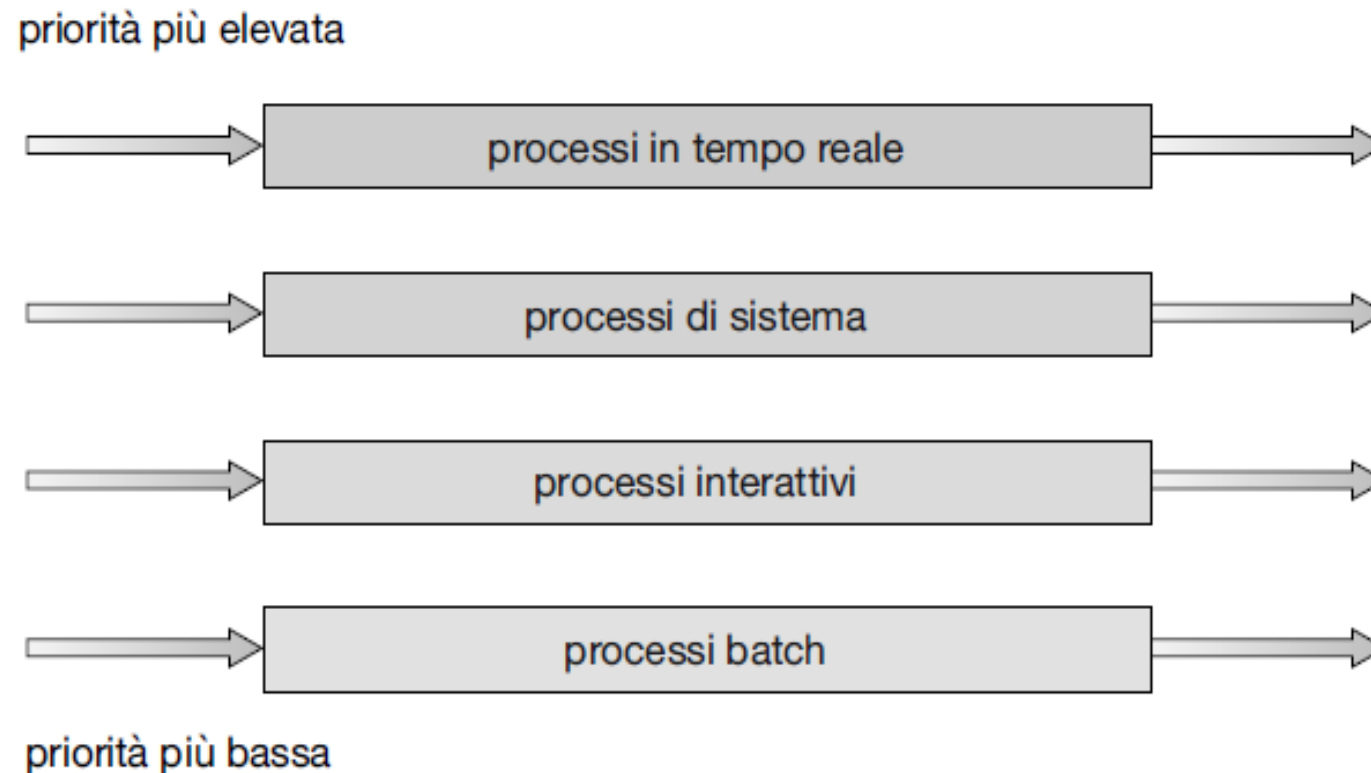 priorità più elevata
processi in tempo reale
processi di sistema
processi interattivi
processi batch
priorità più bassa